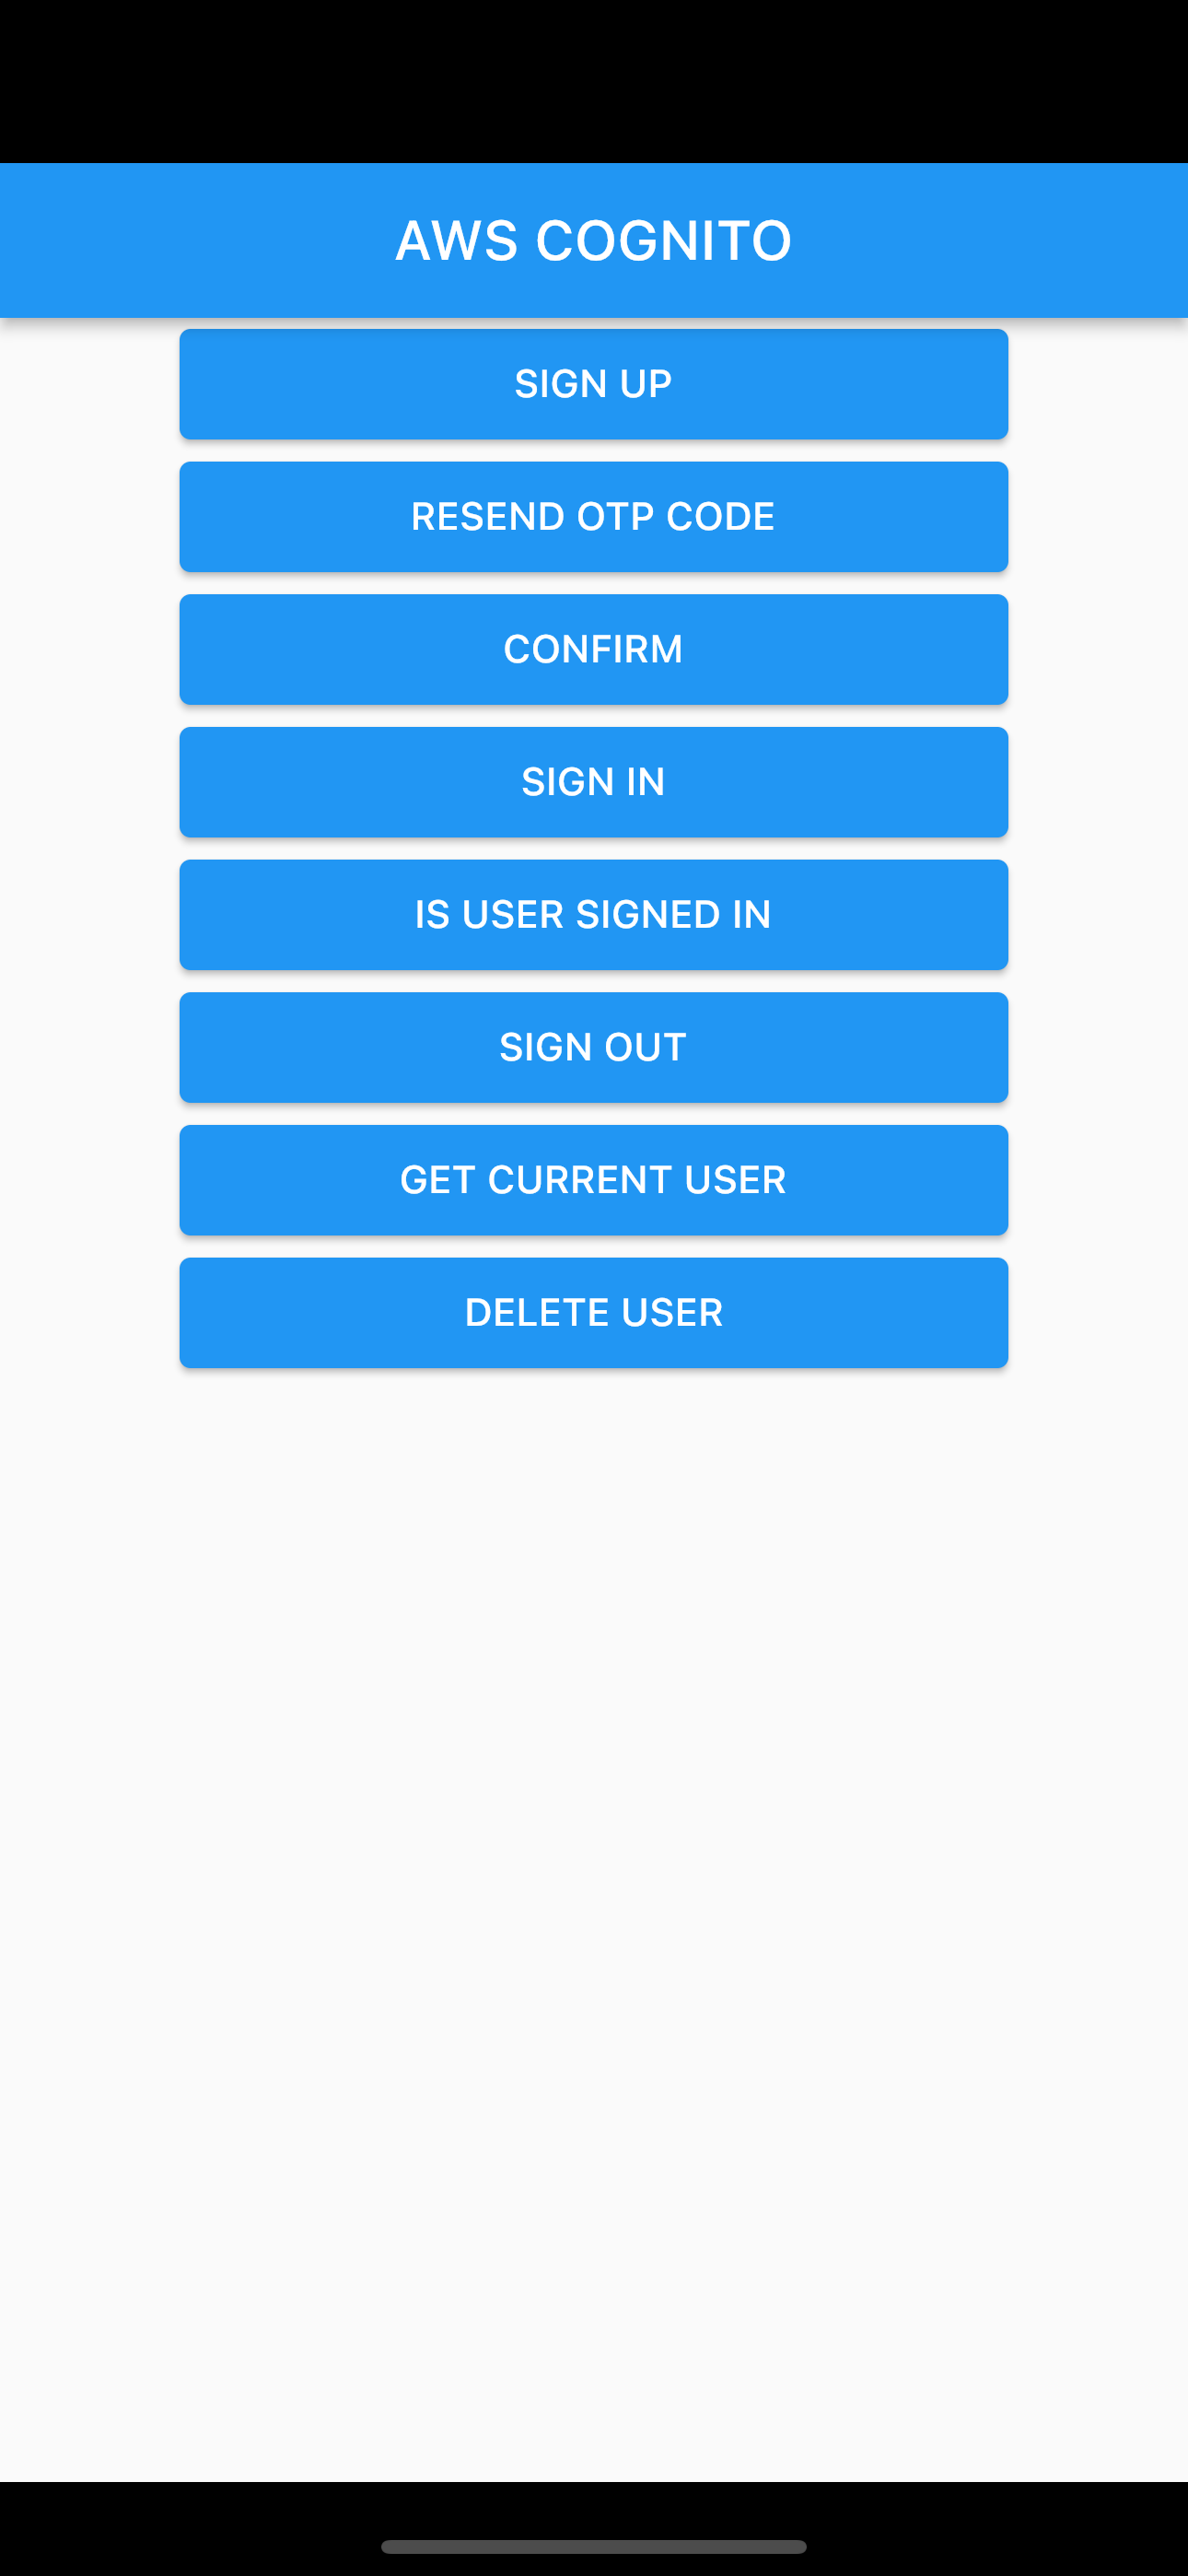 AWS COGNITO
SIGN UP
RESEND OTP CODE
CONFIRM
SIGN IN
IS USER SIGNED IN
SIGN OUT
GET CURRENT USER
DELETE USER